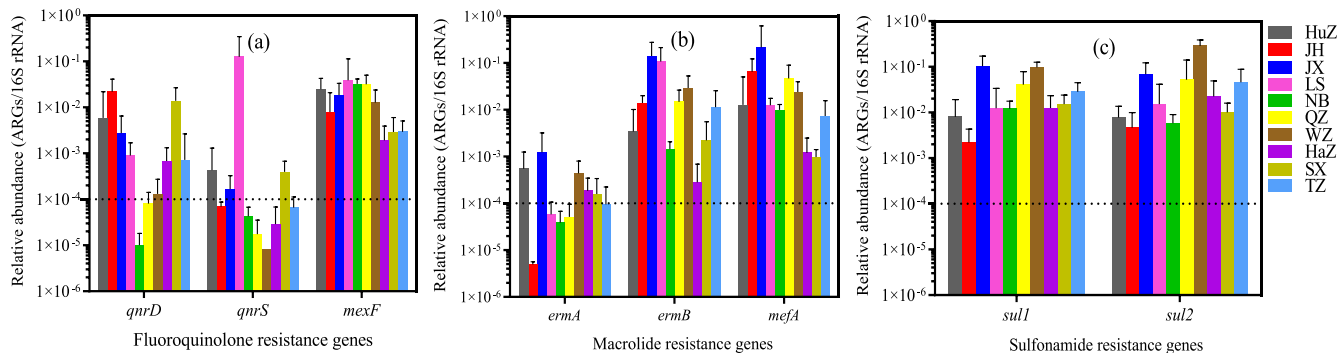 Relative abundance (ARGs/16S rRNA)
1×10⁰
1×10⁻¹
1×10⁻²
1×10⁻³
1×10⁻⁴
1×10⁻⁵
1×10⁻⁶
(a)
qnrD qnrS mexF
Fluoroquinolone resistance genes
Relative abundance (ARGs/16S rRNA)
1×10⁰
1×10⁻¹
1×10⁻²
1×10⁻³
1×10⁻⁴
1×10⁻⁵
1×10⁻⁶
(b)
ermA ermB mefA
Macrolide resistance genes
Relative abundance (ARGs/16S rRNA)
1×10⁰
1×10⁻¹
1×10⁻²
1×10⁻³
1×10⁻⁴
1×10⁻⁵
1×10⁻⁶
(c)
sul1 sul2
Sulfonamide resistance genes
HuZ
JH
JX
LS
NB
QZ
WZ
HaZ
SX
TZ